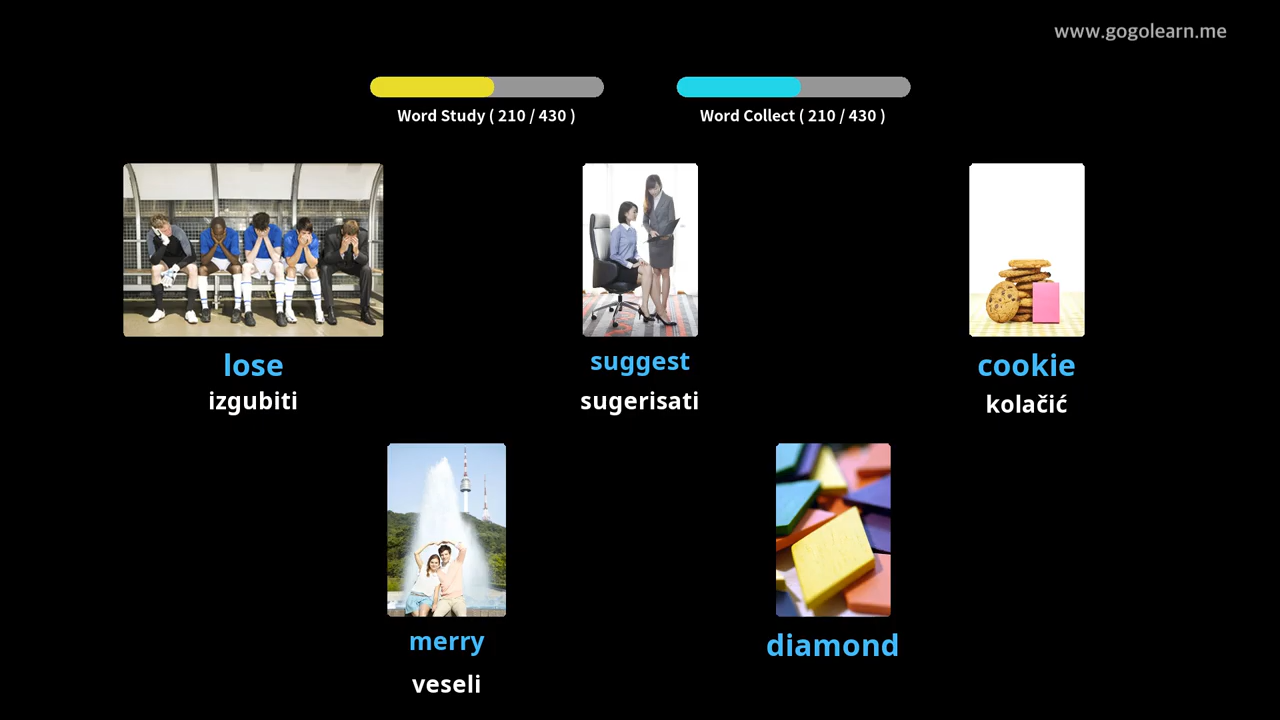 www.gogolearn.me
Word Study ( 210 / 430 )
Word Collect ( 210 / 430 )
lose
izgubiti
suggest
sugerisati
cookie
kolačić
merry
veseli
diamond